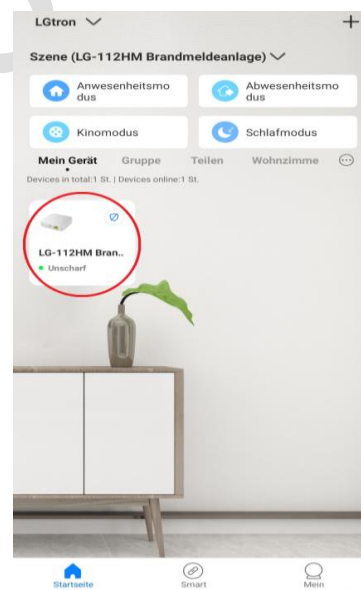 LGtron
Szene (LG-112HM Brandmeldeanlage)
Anwesenheitsmo
dus
Abwesenheitsmo
dus
Kinomodus
Schlafmodus
Mein Gerät Gruppe Teilen Wohnzimme
Devices in total:1 St. | Devices online:1 St.
LG-112HM Bran..
Unscharf
Startseite Smart Mein